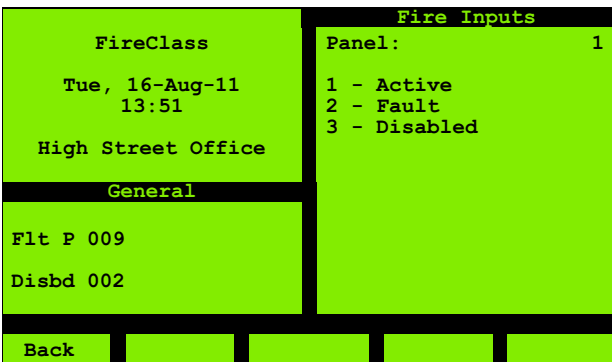 FireClass
Tue, 16-Aug-11
13:51
High Street Office
General
Flt P 009
Disbd 002
Fire Inputs
Panel: 1
1 - Active
2 - Fault
3 - Disabled
Back